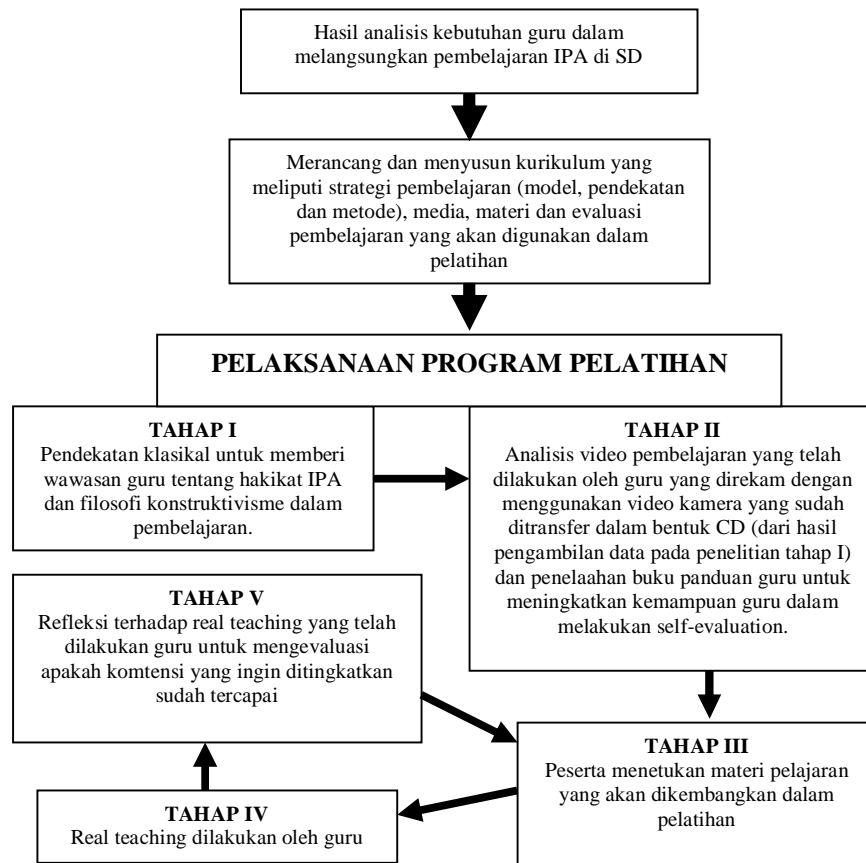 Hasil analisis kebutuhan guru dalam
melangsungkan pembelajaran IPA di SD
Merancang dan menyusun kurikulum yang
meliputi strategi pembelajaran (model, pendekatan
dan metode), media, materi dan evaluasi
pembelajaran yang akan digunakan dalam
pelatihan
PELAKSANAAN PROGRAM PELATIHAN
TAHAP I
Pendekatan klasikal untuk memberi
wawasan guru tentang hakikat IPA
dan filosofi konstruktivisme dalam
pembelajaran.
TAHAP II
Analisis video pembelajaran yang telah
dilakukan oleh guru yang direkam dengan
menggunakan video kamera yang sudah
ditransfer dalam bentuk CD (dari hasil
pengambilan data pada penelitian tahap I)
dan penelaahan buku panduan guru untuk
meningkatkan kemampuan guru dalam
melakukan self-evaluation.
TAHAP V
Refleksi terhadap real teaching yang telah
dilakukan guru untuk mengevaluasi
apakah komtensi yang ingin ditingkatkan
sudah tercapai
TAHAP III
Peserta menetukan materi pelajaran
yang akan dikembangkan dalam
pelatihan
TAHAP IV
Real teaching dilakukan oleh guru